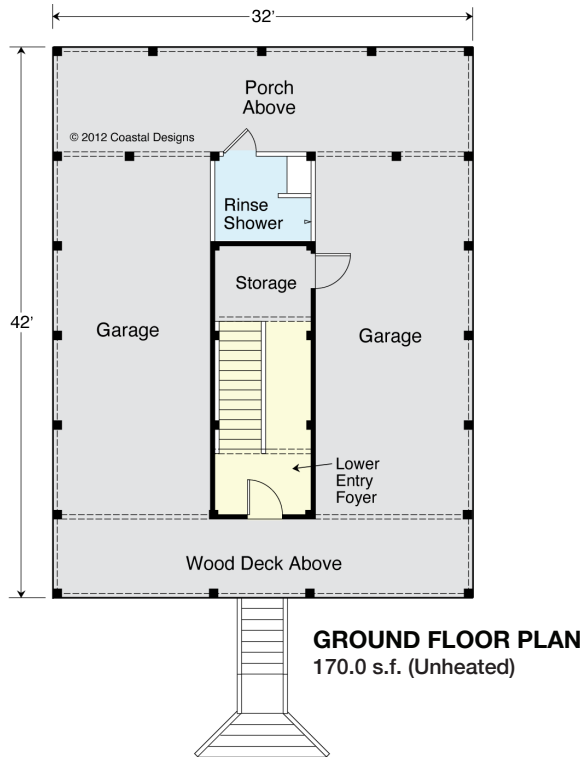 32'
Porch
Above
© 2012 Coastal Designs
Rinse
Shower
Storage
42'
Garage
Garage
Lower
Entry
Foyer
Wood Deck Above
GROUND FLOOR PLAN
170.0 s.f. (Unheated)